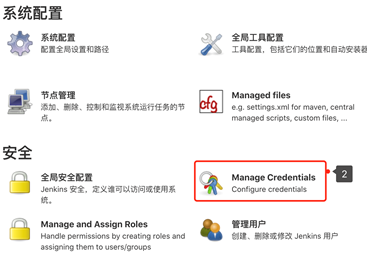 系统配置
系统配置
配置全局设置和路径
全局工具配置
工具配置，包括它们的位置和自动安装器
节点管理
添加、删除、控制和监视系统运行任务的节
点。
cfg
Managed files
e.g. settings.xml for maven, central
managed scripts, custom files, ...
安全
全局安全配置
Jenkins 安全，定义谁可以访问或使用系
统。
Manage Credentials
Configure credentials
2
Manage and Assign Roles
Handle permissions by creating roles and
assigning them to users/groups
管理用户
创建、删除或修改 Jenkins 用户